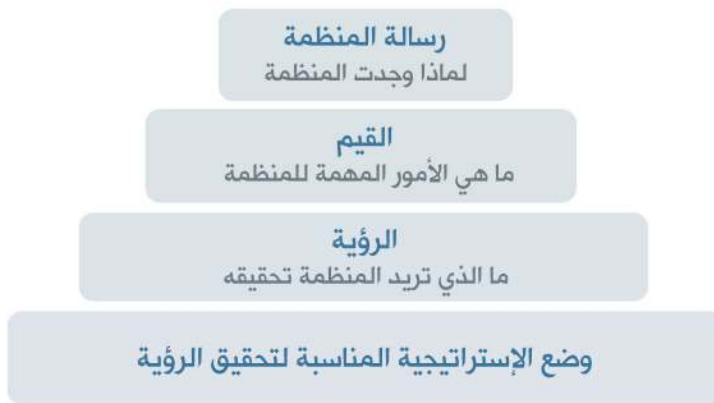 رسالة المنظمة
لماذا وجدت المنظمة
القيم
ما هي الأمور المهمة للمنظمة
الرؤية
ما الذي تريد المنظمة تحقيقه
وضع الإستراتيجية المناسبة لتحقيق الرؤية